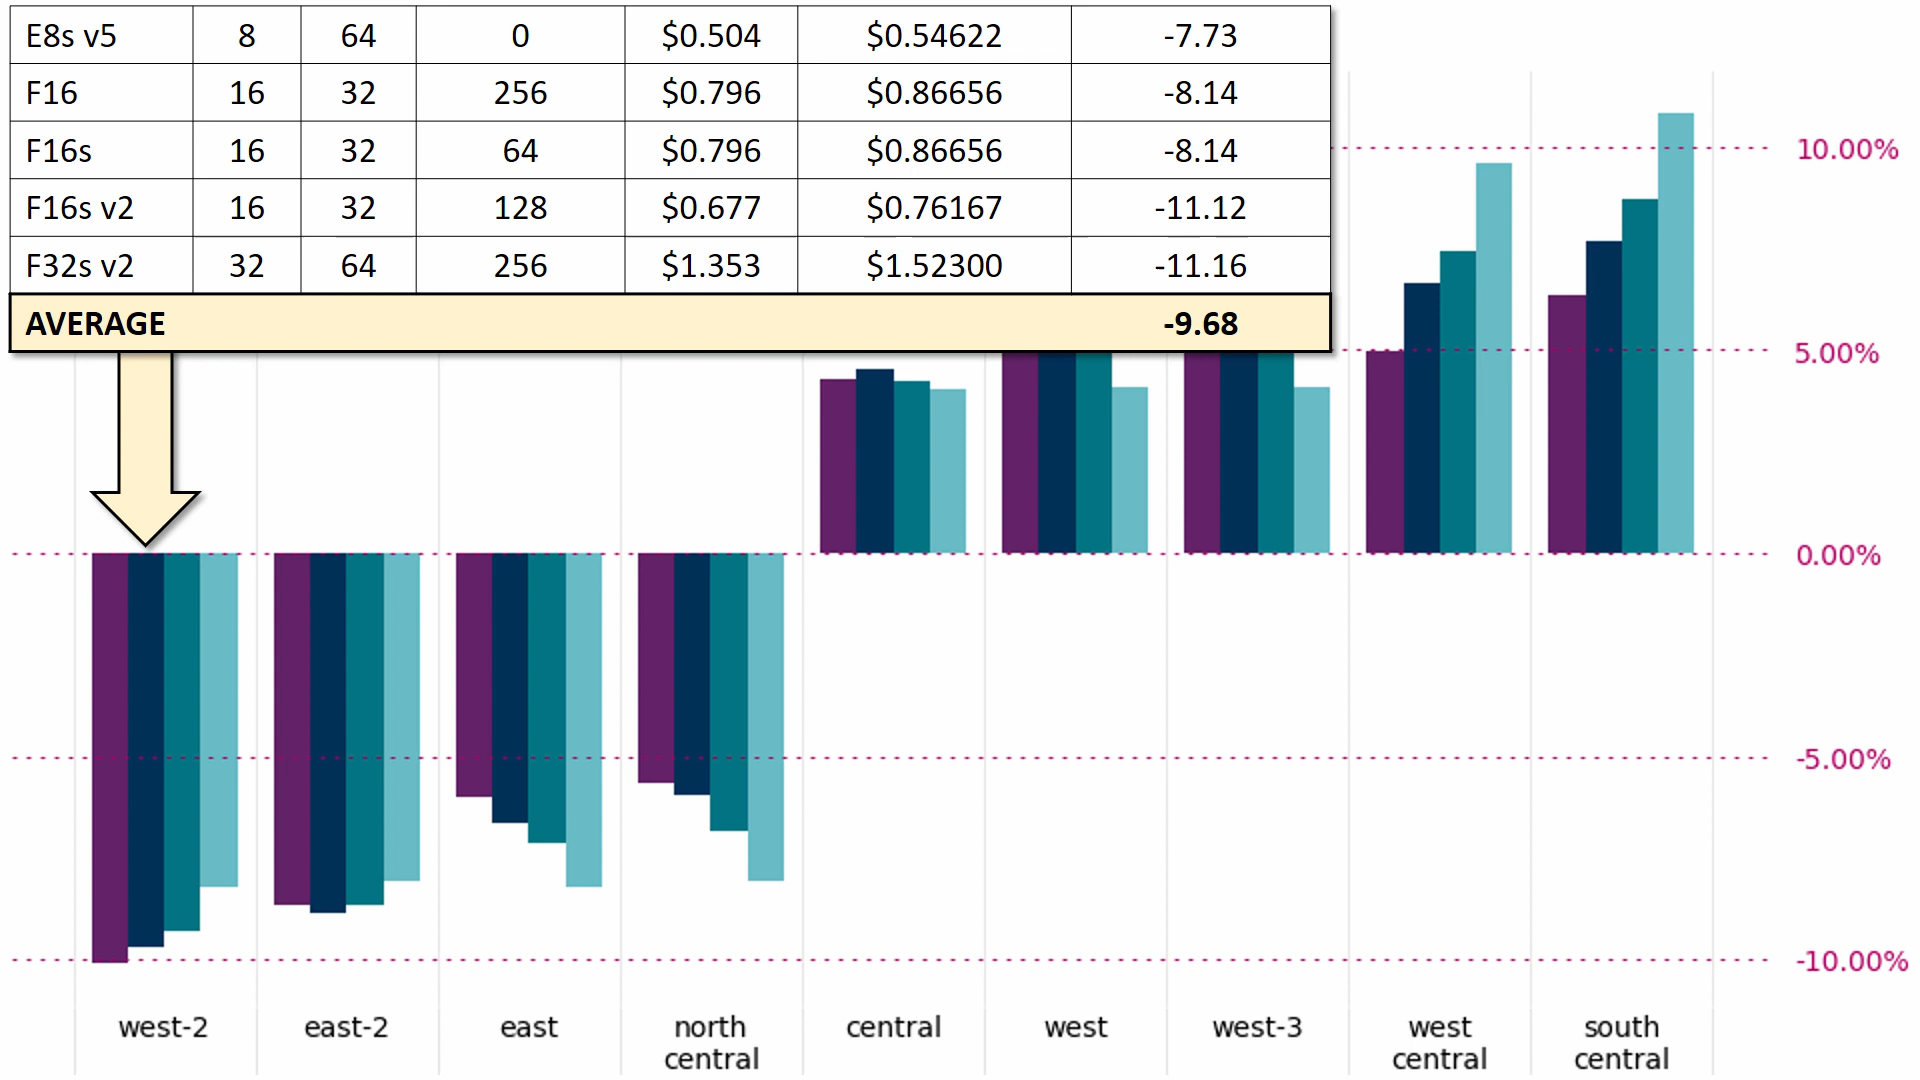 E8s v5 8 64 0 $0.504 $0.54622 -7.73
F16 16 32 256 $0.796 $0.86656 -8.14
F16s 16 32 64 $0.796 $0.86656 -8.14
F16s v2 16 32 128 $0.677 $0.76167 -11.12
F32s v2 32 64 256 $1.353 $1.52300 -11.16
AVERAGE -9.68
10.00%
5.00%
0.00%
-5.00%
-10.00%
west-2 east-2 east north central west west-3 west south
central central central